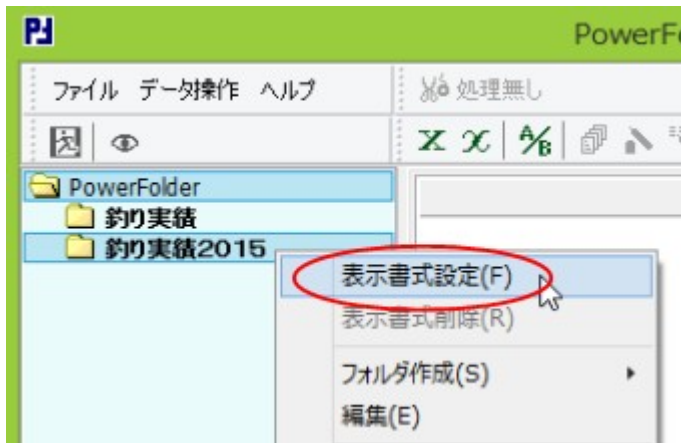 PowerFo
ファイル データ操作 ヘルプ
処理無し
A/B
PowerFolder
釣り実績
釣り実績2015
表示書式設定(F)
表示書式削除(R)
フォルダ作成(S)
編集(E)